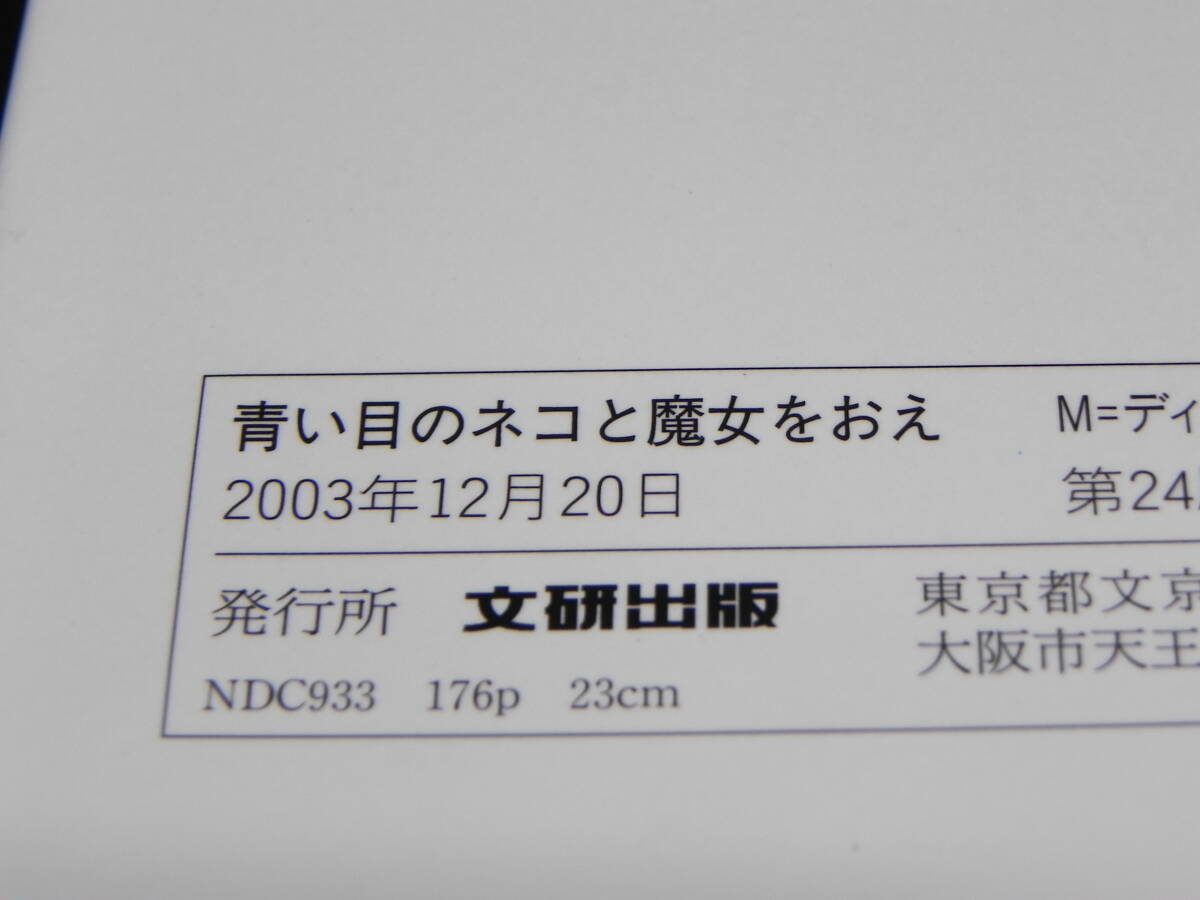 青い目のネコと魔女をおえ M=ディ
2003年12月20日 第24
発行所 文研出版 東京都文京
大阪市天王
NDC933 176p 23cm